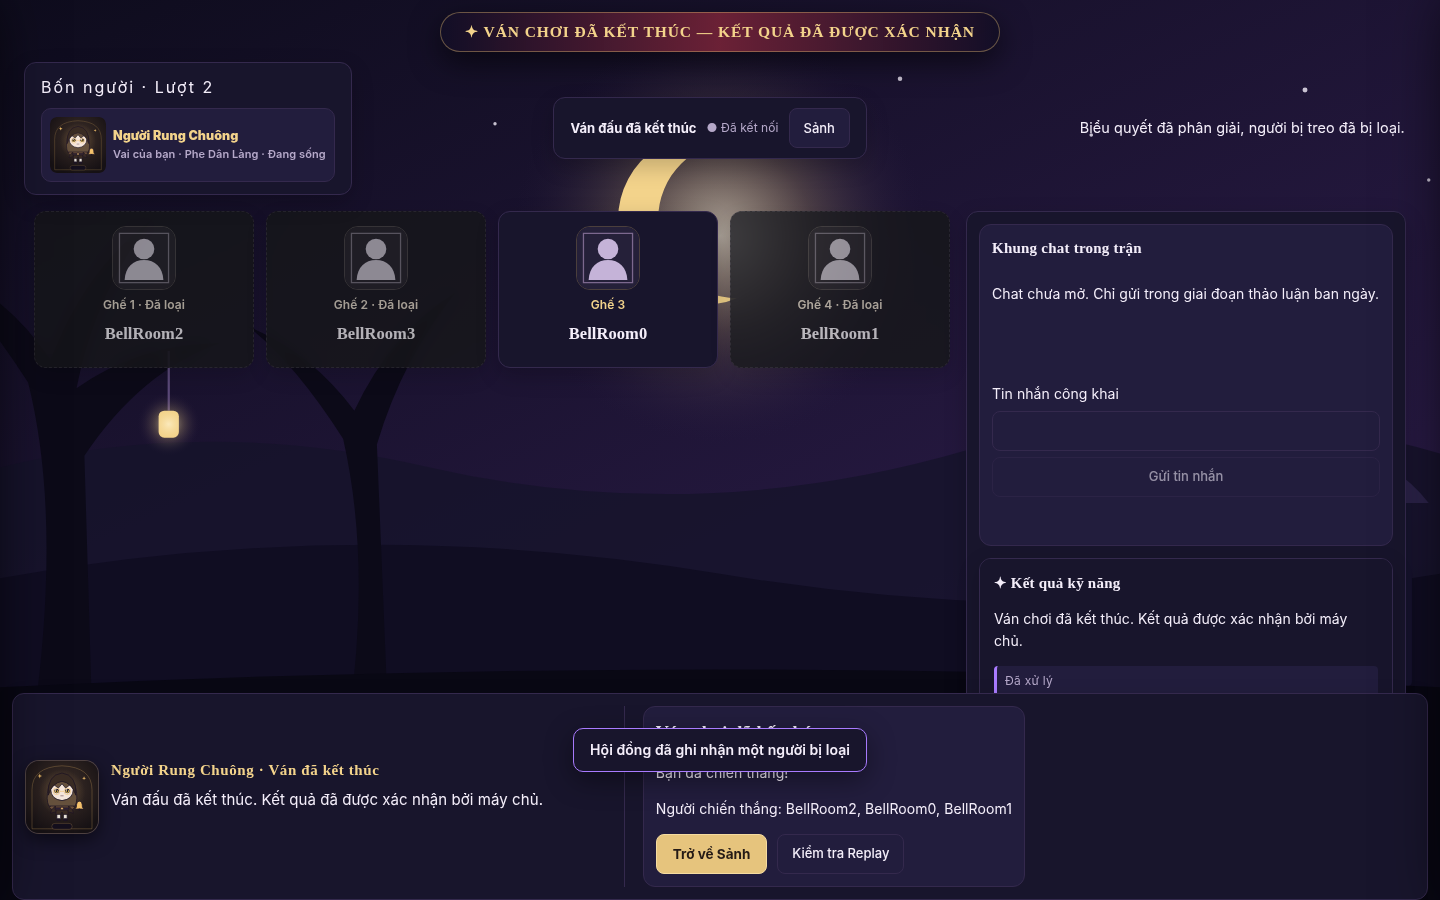 ✦ VÁN CHƠI ĐÃ KẾT THÚC — KẾT QUẢ ĐÃ ĐƯỢC XÁC NHẬN
Bốn người · Lượt 2
Người Rung Chuông
Vai của bạn · Phe Dân Làng · Đang sống
Ván đấu đã kết thúc
Đã kết nối
Sảnh
Biểu quyết đã phân giải, người bị treo đã bị loại.
Ghế 1 · Đã loại
BellRoom2
Ghế 2 · Đã loại
BellRoom3
Ghế 3
BellRoom0
Ghế 4 · Đã loại
BellRoom1
Khung chat trong trận
Chat chưa mở. Chỉ gửi trong giai đoạn thảo luận ban ngày.
Tin nhắn công khai
Gửi tin nhắn
✦ Kết quả kỹ năng
Ván chơi đã kết thúc. Kết quả được xác nhận bởi máy
chủ.
Đã xử lý
Người Rung Chuông · Ván đã kết thúc
Ván đấu đã kết thúc. Kết quả đã được xác nhận bởi máy chủ.
Hội đồng đã ghi nhận một người bị loại
Bạn đã chiến thắng!
Người chiến thắng: BellRoom2, BellRoom0, BellRoom1
Trở về Sảnh
Kiểm tra Replay